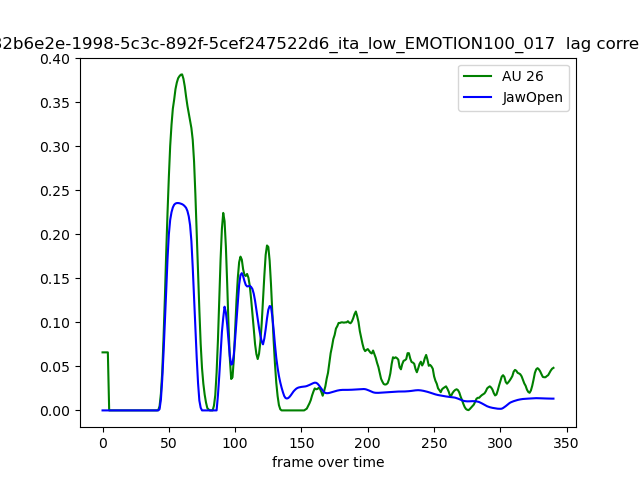 32b6e2e-1998-5c3c-892f-5cef247522d6_ita_low_EMOTION100_017 lag corre
AU 26
JawOpen
0.40
0.35
0.30
0.25
0.20
0.15
0.10
0.05
0.00
0 50 100 150 200 250 300 350
frame over time